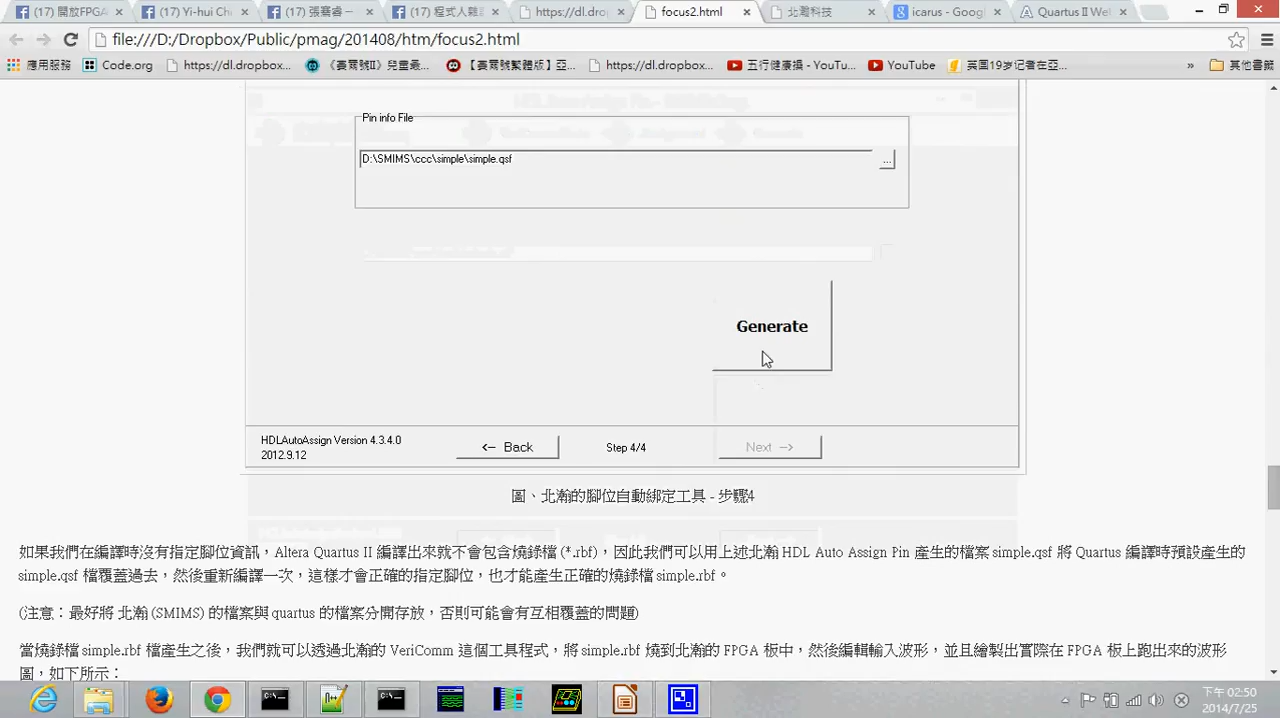 (17) 開放FPG
(17) Yi-hui Ch
(17) 張藩睿 –
(17) 程式人雜
https://dl.dro
focus2.html
北瀚科技
icarus - Goog
Quartus II We
file:///D:/Dropbox/Public/pmag/201408/htm/focus2.html
應用服務
Code.org
https://dl.dropbox...
《雲爾號II》兒童最...
【雲爾號繁體版】亞...
https://dl.dropbox...
五行健康操 - YouTu...
YouTube
英国19岁记者在亞...
»
其他書籤
Pin info File
D:\SMIMS\ccc\simple\simple.qsf
...
Generate
HDLAutoAssign Version 4.3.4.0
2012.9.12
<– Back
Step 4/4
Next –>
圖、北瀚的腳位自動綁定工具 - 步驟4
如果我們在編譯時沒有指定腳位資訊，Altera Quartus II 編譯出來就不會包含燒錄檔 (*.rbf)，因此我們可以用上述北瀚 HDL Auto Assign Pin 產生的檔案 simple.qsf 將 Quartus 編譯時預設產生的
simple.qsf 檔覆蓋過去，然後重新編譯一次，這樣才會正確的指定腳位，也才能產生正確的燒錄檔 simple.rbf。
(注意：最好將 北瀚 (SMIMS) 的檔案與 quartus 的檔案分開存放，否則可能會有互相覆蓋的問題)
當燒錄檔 simple.rbf 檔產生之後，我們就可以透過北瀚的 VeriComm 這個工具程式，將 simple.rbf 燒到北瀚的 FPGA 板中，然後編輯輸入波形，並且繪製出實際在 FPGA 板上跑出來的波形
圖，如下所示：
下午 02:50
2014/7/25